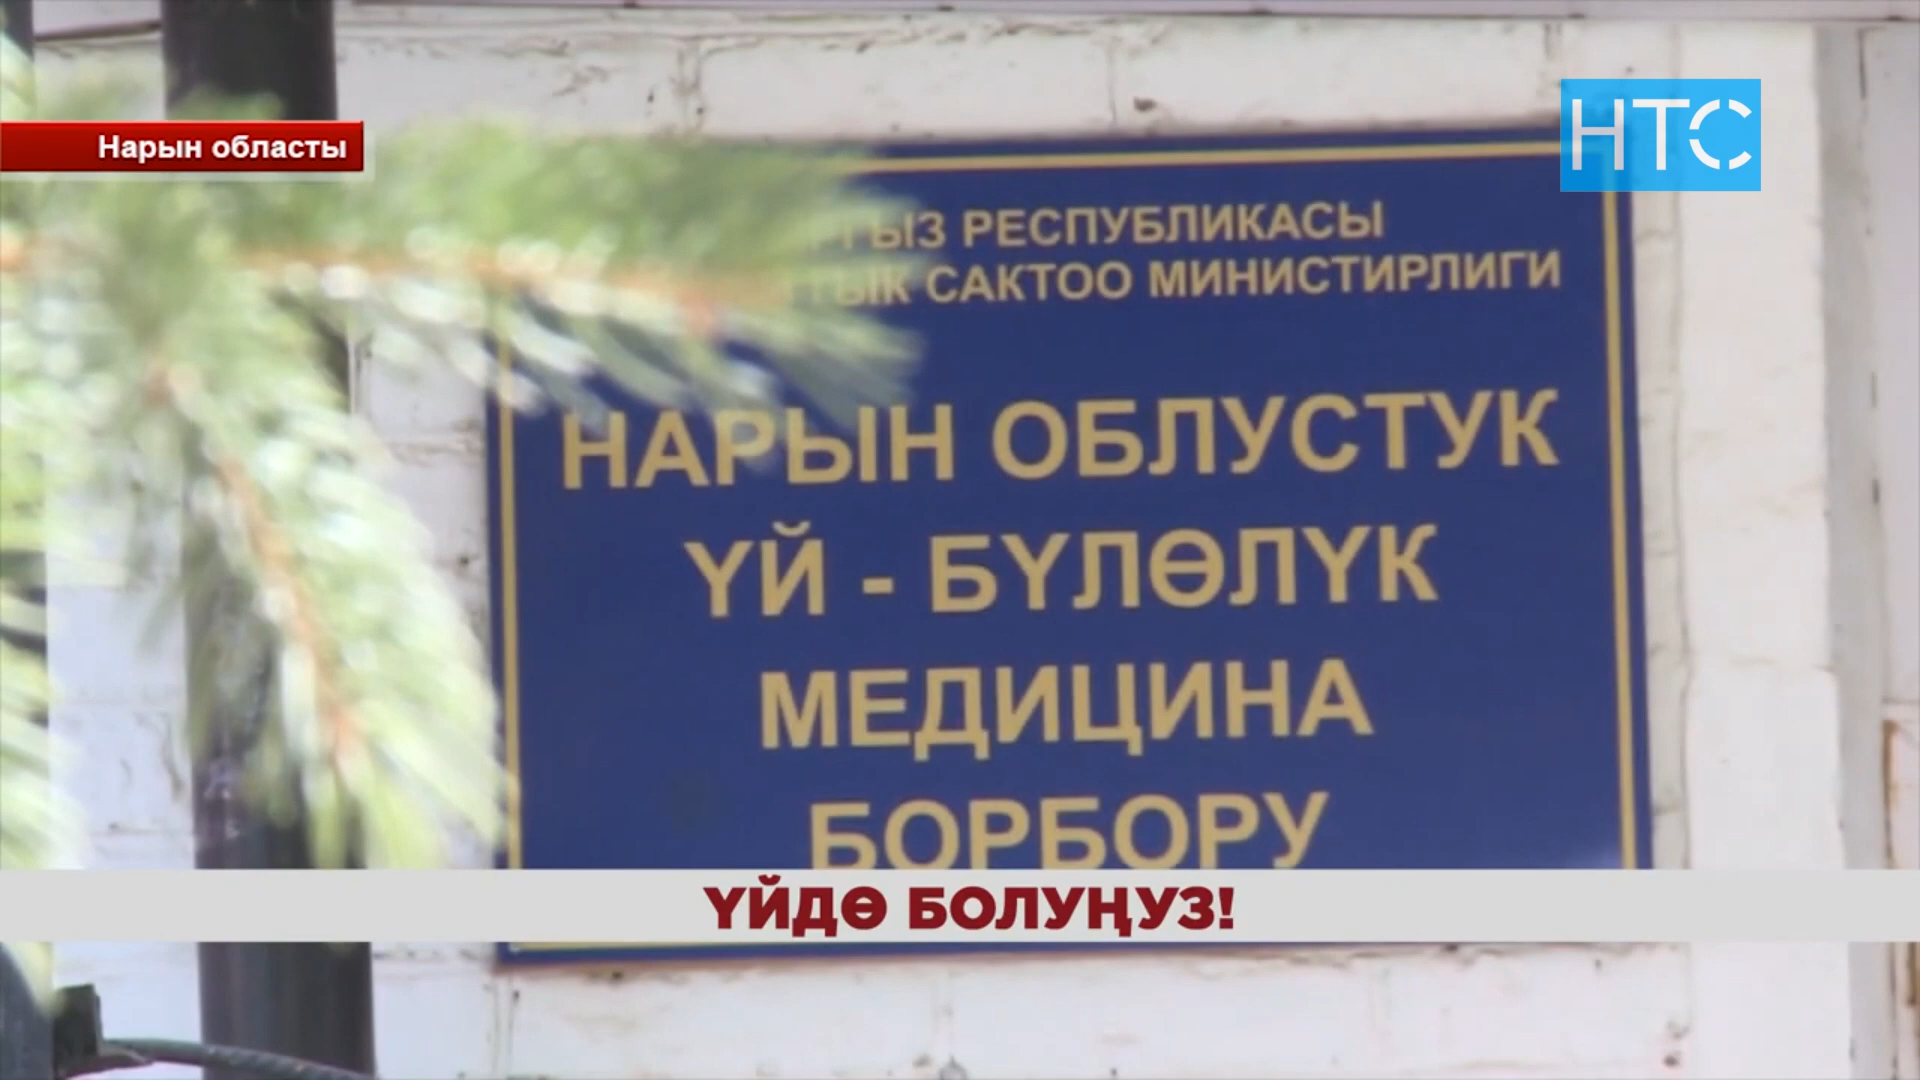 Нарын областы
НТС
РЕСПУБЛИКАСЫ
САКТОО МИНИСТИРЛИГИ
НАРЫН ОБЛУСТУК
ҮЙ - БҮЛӨЛҮК
МЕДИЦИНА
БОРБОРУ
ҮЙДӨ БОЛУҢУЗ!